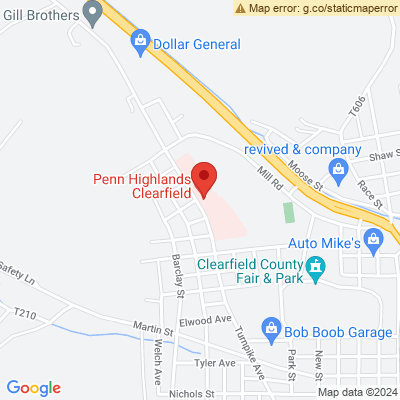 Map error: g.co/staticmaperror
Gill Brothers
Dollar General
T606
revived & company
Shaw S
Moose St
Mill Rd
Race St
Penn Highlands
Clearfield
Auto Mike's
Clearfield County
Fair & Park
Barclay St
Safety Ln
T210
Martin St
Elwood Ave
Bob Boob Garage
Turnpike Ave
Welch Ave
Tyler Ave
Park St
New St
Nichols St
Google
Map data ©2024